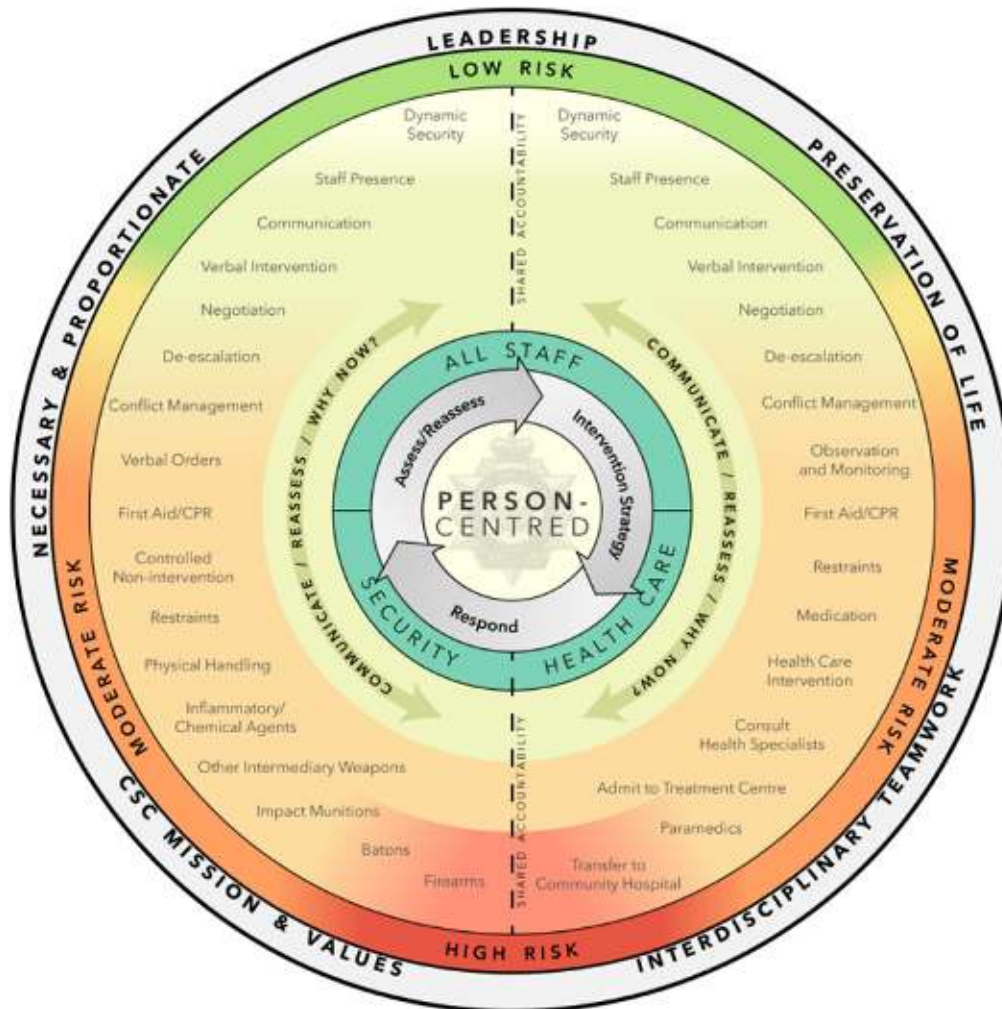 LEADERSHIP
LOW RISK
NECESSARY & PROPORTIONATE
PRESERVATION OF LIFE
MODERATE RISK
MODERATE RISK
CSC MISSION & VALUES
INTERDISCIPLINARY TEAMWORK
HIGH RISK
SHARED ACCOUNTABILITY
Dynamic
Security
Staff Presence
Communication
Verbal Intervention
Negotiation
De-escalation
Conflict Management
Verbal Orders
First Aid/CPR
Controlled
Non-intervention
Restraints
Physical Handling
Inflammatory/
Chemical Agents
Other Intermediary Weapons
Impact Munitions
Batons
Firearms
Dynamic
Security
Staff Presence
Communication
Verbal Intervention
Negotiation
De-escalation
Conflict Management
Observation
and Monitoring
First Aid/CPR
Restraints
Medication
Health Care
Intervention
Consult
Health Specialists
Admit to Treatment Centre
Paramedics
Transfer to
Community Hospital
SHARED ACCOUNTABILITY
COMMUNICATE / REASSESS / WHY NOW?
COMMUNICATE / REASSESS / WHY NOW?
ALL STAFF
SECURITY
HEALTH CARE
Assess/Reassess
Intervention Strategy
Respond
PERSON-
CENTRED